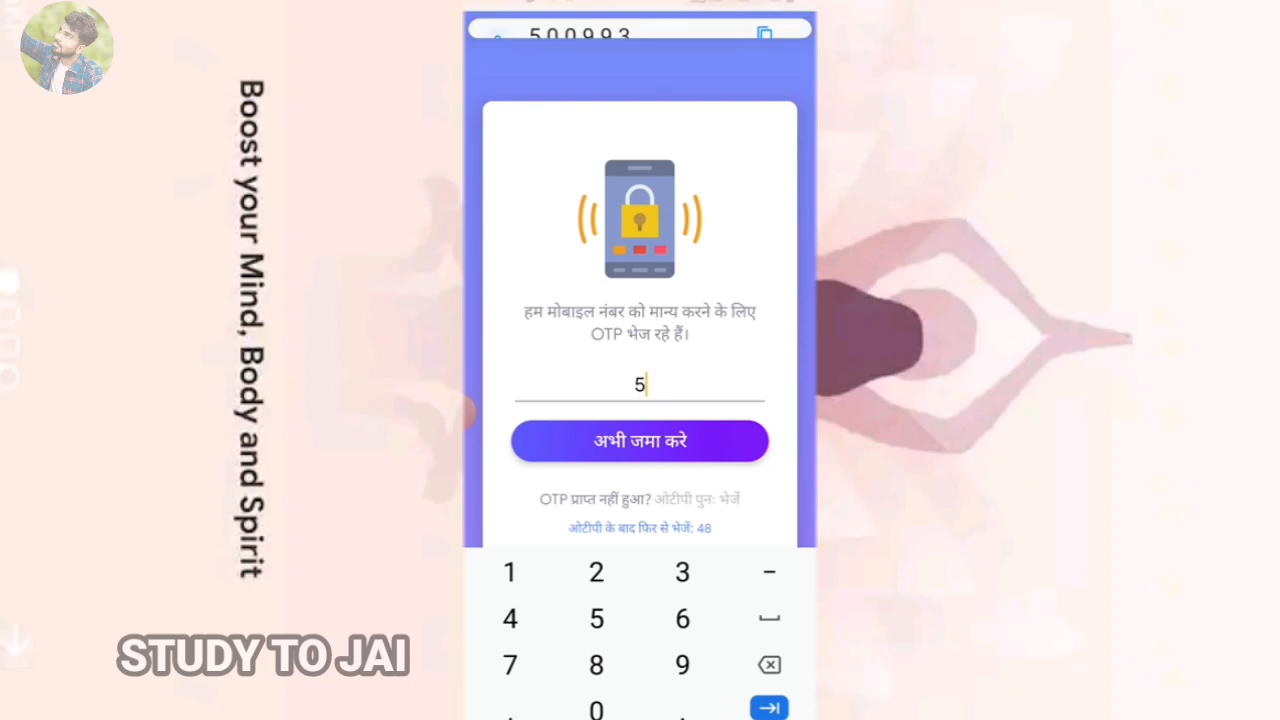 500993
Boost your Mind, Body and Spirit
हम मोबाइल नंबर को मान्य करने के लिए
OTP भेज रहे हैं।
5
अभी जमा करे
OTP प्राप्त नहीं हुआ? ओटीपी पुनः भेजें
ओटीपी के बाद फिर से भेजें: 48
1 2 3 -
4 5 6
7 8 9
. 0 .
STUDY TO JAI